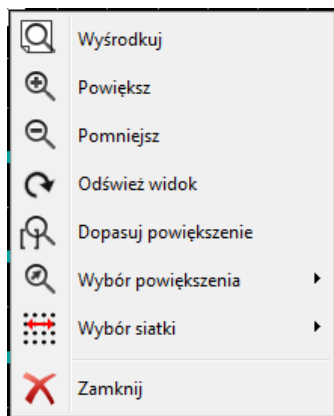 Wyśrodkuj
Powiększ
Pomniejsz
Odśwież widok
Dopasuj powiększenie
Wybór powiększenia
Wybór siatki
Zamknij